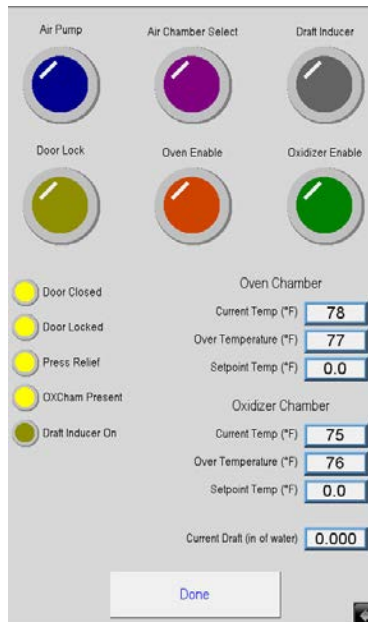 Air Pump Air Chamber Select Draft Inducer
Door Lock Oven Enable Oxidizer Enable
Door Closed
Door Locked
Press Relief
OXCham Present
Draft Inducer On
Oven Chamber
Current Temp (°F) 78
Over Temperature (°F) 77
Setpoint Temp (°F) 0.0
Oxidizer Chamber
Current Temp (°F) 75
Over Temperature (°F) 76
Setpoint Temp (°F) 0.0
Current Draft (in of water) 0.000
Done